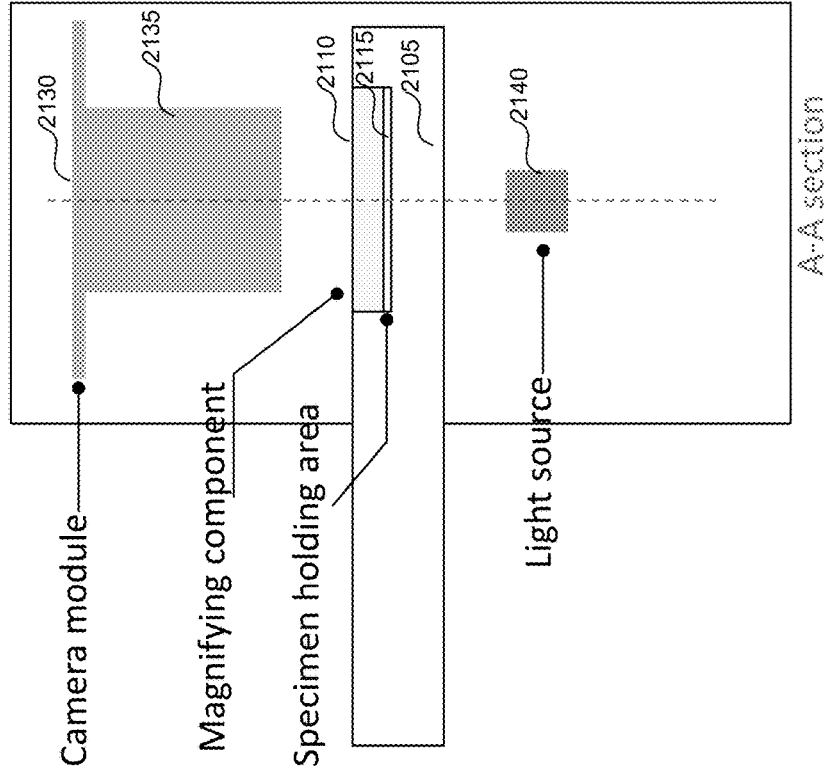 2130
2135
Camera module
2110
2115
2105
Magnifying component
Specimen holding area
2140
Light source
A-A section